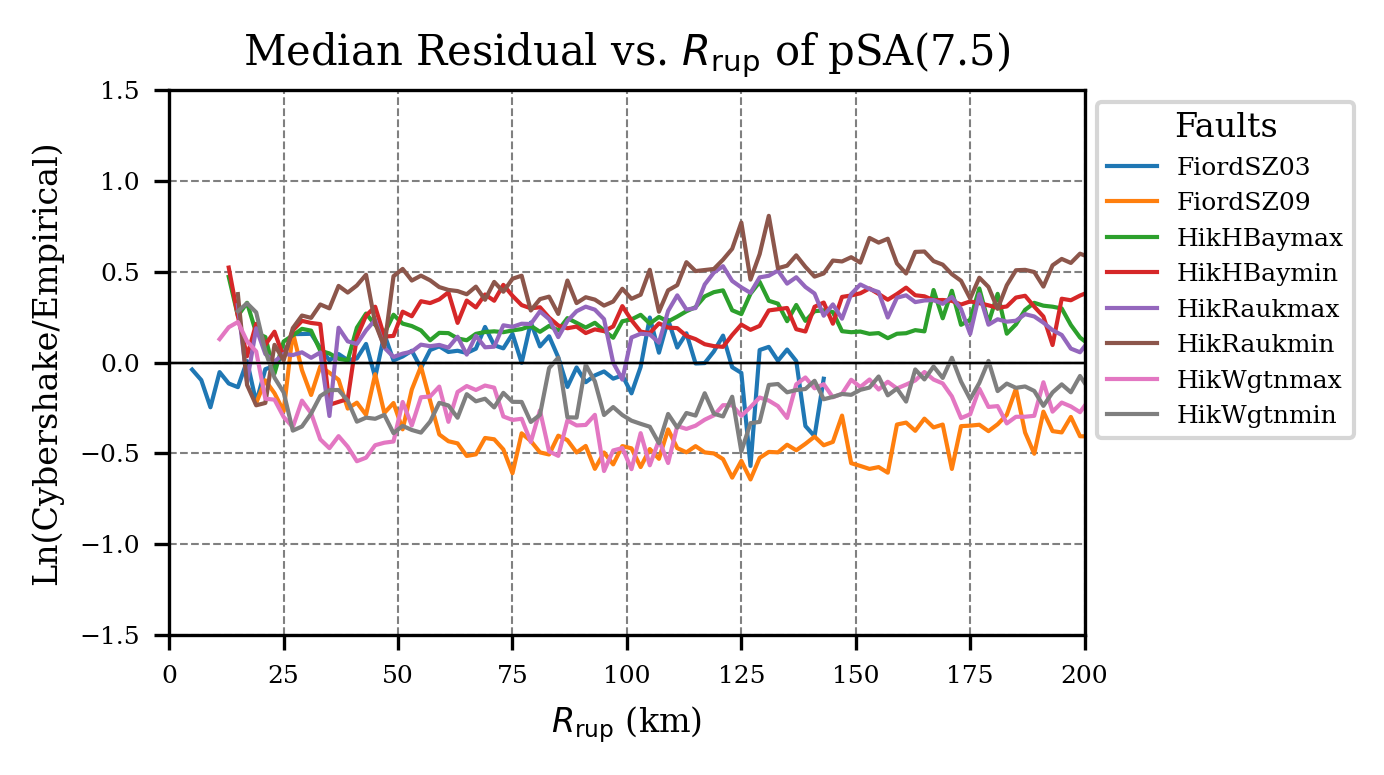 Median Residual vs. Rrup of pSA(7.5)
Ln(Cybershake/Empirical)
1.5
1.0
0.5
0.0
−0.5
−1.0
−1.5
0 25 50 75 100 125 150 175 200
Rrup (km)
Faults
FiordSZ03
FiordSZ09
HikHBaymax
HikHBaymin
HikRaukmax
HikRaukmin
HikWgtnmax
HikWgtnmin